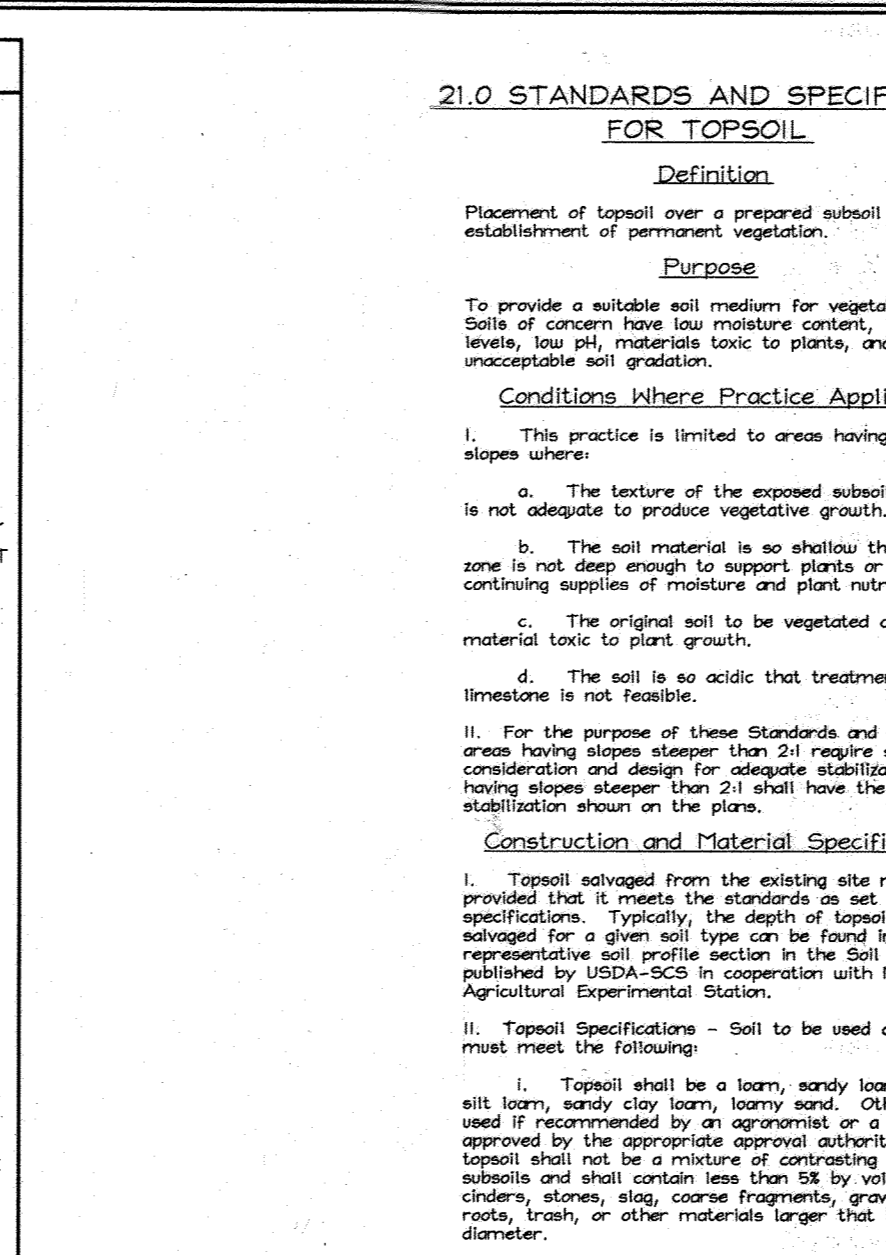 21.0 STANDARDS AND SPECIF
FOR TOPSOIL
Definition
Placement of topsoil over a prepared subsoil
establishment of permanent vegetation.
Purpose
To provide a suitable soil medium for vegeta
Soils of concern have low moisture content,
levels, low pH, materials toxic to plants, and
unacceptable soil gradation.
Conditions Where Practice Appli
I. This practice is limited to areas having
slopes where:
a. The texture of the exposed subsoi
is not adequate to produce vegetative growth.
b. The soil material is so shallow th
zone is not deep enough to support plants or
continuing supplies of moisture and plant nutr
c. The original soil to be vegetated c
material toxic to plant growth.
d. The soil is so acidic that treatme
limestone is not feasible.
II. For the purpose of these Standards and
areas having slopes steeper than 2:1 require s
consideration and design for adequate stabiliza
having slopes steeper than 2:1 shall have the
stabilization shown on the plans.
Construction and Material Specifi
I. Topsoil salvaged from the existing site m
provided that it meets the standards as set
specifications. Typically, the depth of topsoi
salvaged for a given soil type can be found i
representative soil profile section in the Soil
published by USDA-SCS in cooperation with
Agricultural Experimental Station.
II. Topsoil Specifications - Soil to be used
must meet the following:
i. Topsoil shall be a loam, sandy loa
silt loam, sandy clay loam, loamy sand. Ot
used if recommended by an agronomist or a
approved by the appropriate approval authorit
topsoil shall not be a mixture of contrasting
subsoils and shall contain less than 5% by vol
cinders, stones, slag, coarse fragments, grav
roots, trash, or other materials larger that
diameter.